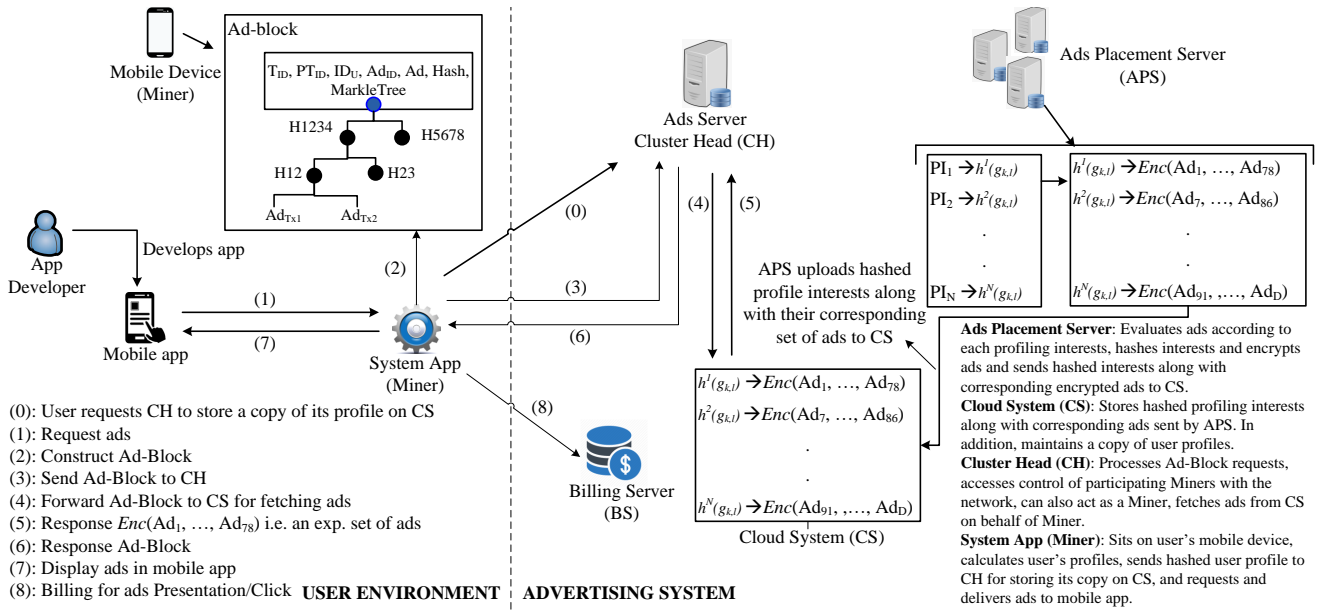 Mobile Device
(Miner)
Ad-block
T_ID, PT_ID, ID_U, Ad_ID, Ad, Hash,
MarkleTree
H1234
H5678
H12
H23
Ad_Tx1
Ad_Tx2
App
Developer
Develops app
Mobile app
(1)
(7)
(2)
System App
(Miner)
(0)
(3)
(6)
(8)
Ads Server
Cluster Head (CH)
(4)
(5)
Billing Server
(BS)
Ads Placement Server
(APS)
PI_1 → h^1(g_k,l)
PI_2 → h^2(g_k,l)
.
.
PI_N → h^N(g_k,l)
h^1(g_k,l) → Enc(Ad_1, …, Ad_78)
h^2(g_k,l) → Enc(Ad_7, …, Ad_86)
.
.
h^N(g_k,l) → Enc(Ad_91, ,…, Ad_D)
APS uploads hashed
profile interests along
with their corresponding
set of ads to CS
h^1(g_k,l) → Enc(Ad_1, …, Ad_78)
h^2(g_k,l) → Enc(Ad_7, …, Ad_86)
.
.
h^N(g_k,l) → Enc(Ad_91, ,…, Ad_D)
Cloud System (CS)
(0): User requests CH to store a copy of its profile on CS
(1): Request ads
(2): Construct Ad-Block
(3): Send Ad-Block to CH
(4): Forward Ad-Block to CS for fetching ads
(5): Response Enc(Ad_1, …, Ad_78) i.e. an exp. set of ads
(6): Response Ad-Block
(7): Display ads in mobile app
(8): Billing for ads Presentation/Click
USER ENVIRONMENT
ADVERTISING SYSTEM
Ads Placement Server: Evaluates ads according to
each profiling interests, hashes interests and encrypts
ads and sends hashed interests along with
corresponding encrypted ads to CS.
Cloud System (CS): Stores hashed profiling interests
along with corresponding ads sent by APS. In
addition, maintains a copy of user profiles.
Cluster Head (CH): Processes Ad-Block requests,
accesses control of participating Miners with the
network, can also act as a Miner, fetches ads from CS
on behalf of Miner.
System App (Miner): Sits on user's mobile device,
calculates user's profiles, sends hashed user profile to
CH for storing its copy on CS, and requests and
delivers ads to mobile app.